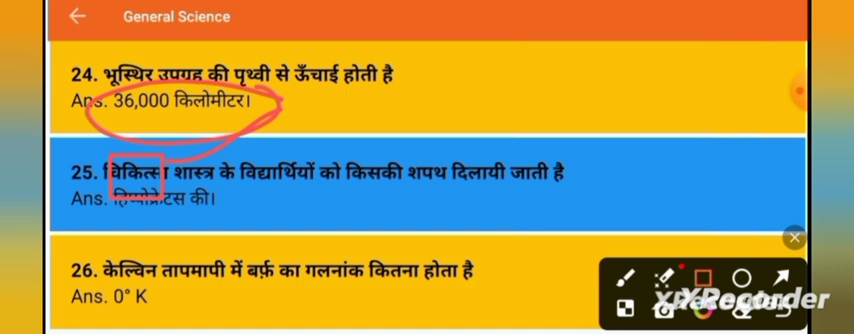 General Science
24. भूस्थिर उपग्रह की पृथ्वी से ऊँचाई होती है
Ans. 36,000 किलोमीटर।
25. चिकित्सा शास्त्र के विद्यार्थियों को किसकी शपथ दिलायी जाती है
Ans. हिप्पोक्रेटस की।
26. केल्विन तापमापी में बर्फ़ का गलनांक कितना होता है
Ans. 0° K
XRecorder